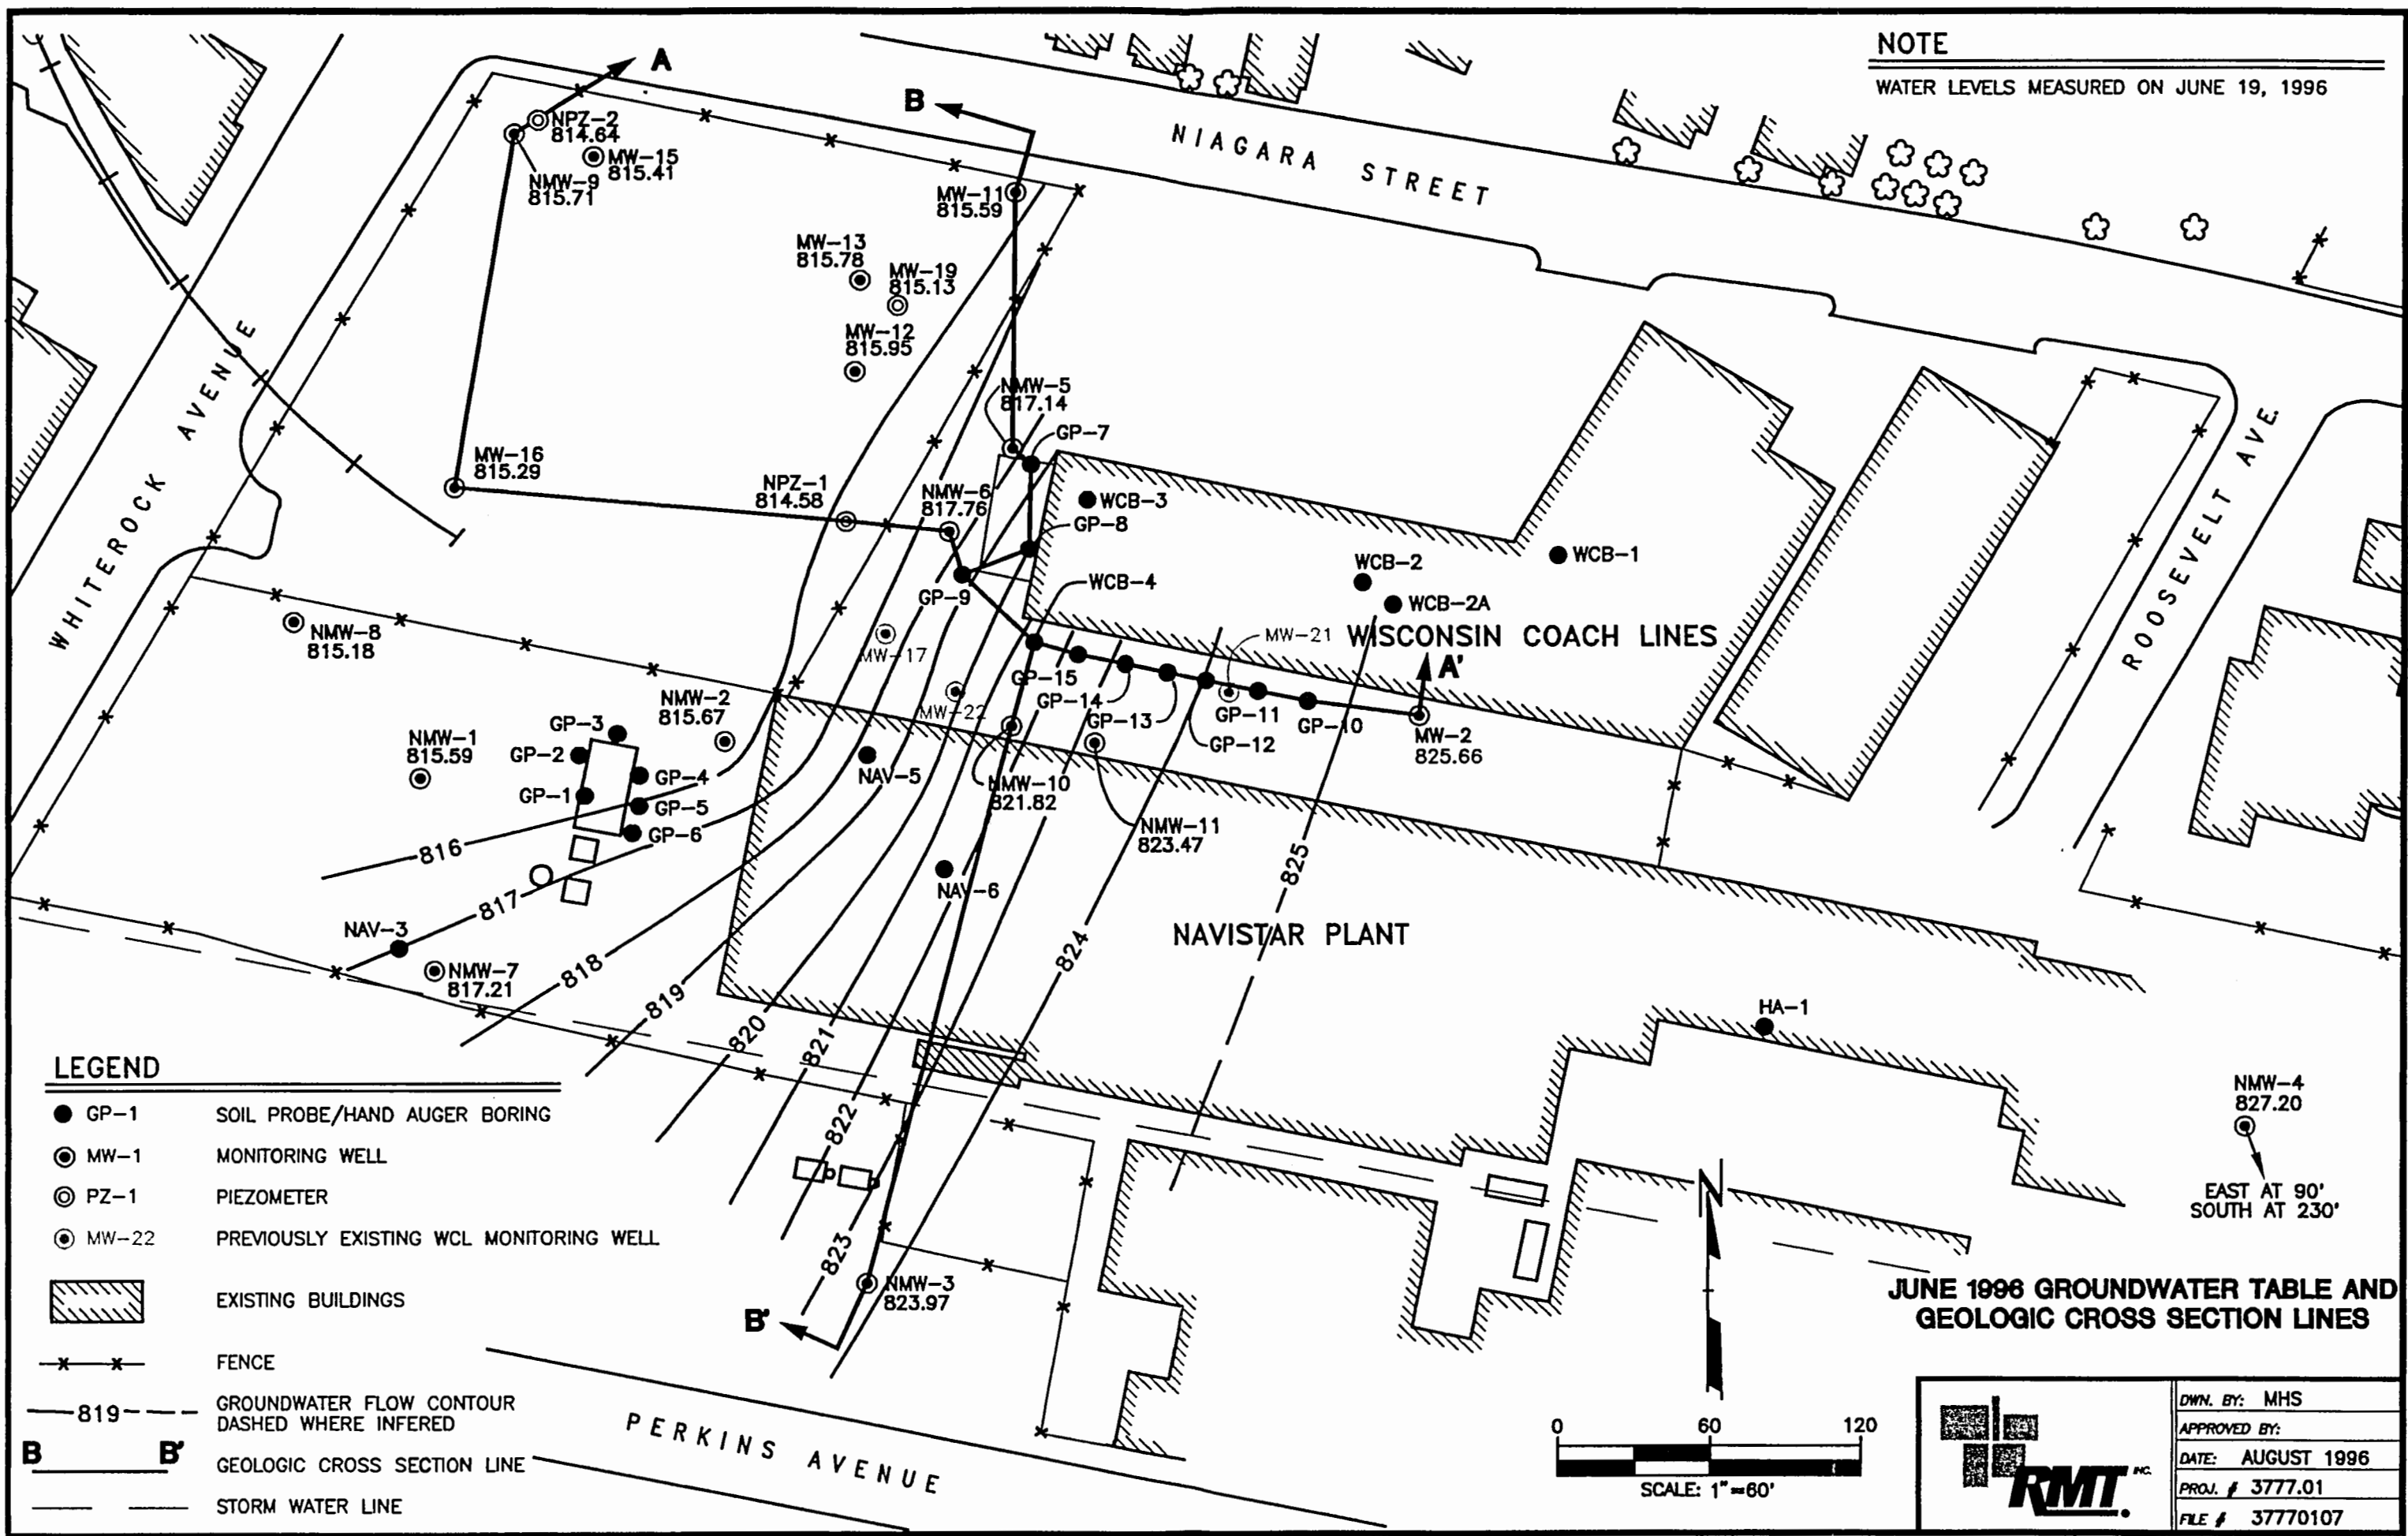 NOTE
WATER LEVELS MEASURED ON JUNE 19, 1996
A
B
NIAGARA STREET
NPZ-2
814.64
MW-15
815.41
NMW-9
815.71
MW-11
815.59
MW-13
815.78
MW-19
815.13
MW-12
815.95
WHITEROCK AVENUE
NMW-5
817.14
GP-7
MW-16
815.29
NPZ-1
814.58
NMW-6
817.76
WCB-3
GP-8
WCB-1
WCB-2
WCB-2A
WCB-4
GP-9
ROOSEVELT AVE.
NMW-8
815.18
MW-17
MW-21
WISCONSIN COACH LINES
A'
GP-15
GP-14
GP-13
GP-12
GP-11
GP-10
MW-2
825.66
MW-22
NMW-2
815.67
NMW-1
815.59
GP-3
GP-2
GP-4
GP-1
GP-5
GP-6
NAV-5
NMW-10
821.82
NMW-11
823.47
NAV-6
816
817
818
819
820
821
822
823
824
825
NAVISTAR PLANT
NAV-3
NMW-7
817.21
HA-1
NMW-4
827.20
EAST AT 90'
SOUTH AT 230'
NMW-3
823.97
B'
N
PERKINS AVENUE
LEGEND
GP-1 SOIL PROBE/HAND AUGER BORING
MW-1 MONITORING WELL
PZ-1 PIEZOMETER
MW-22 PREVIOUSLY EXISTING WCL MONITORING WELL
EXISTING BUILDINGS
FENCE
819 GROUNDWATER FLOW CONTOUR
DASHED WHERE INFERED
B B' GEOLOGIC CROSS SECTION LINE
STORM WATER LINE
0 60 120
SCALE: 1"=60'
JUNE 1996 GROUNDWATER TABLE AND
GEOLOGIC CROSS SECTION LINES
RMT INC.
DWN. BY: MHS
APPROVED BY:
DATE: AUGUST 1996
PROJ. # 3777.01
FILE # 37770107